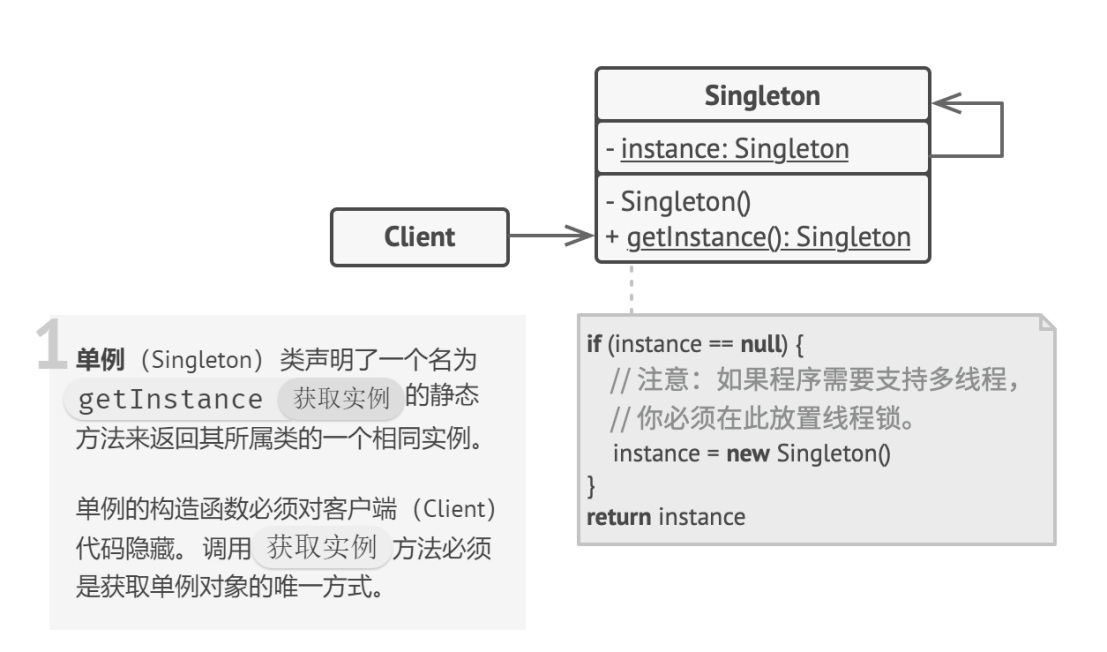 Singleton
- instance: Singleton
- Singleton()
+ getInstance(): Singleton
Client
1
单例（Singleton）类声明了一个名为
getInstance 获取实例 的静态
方法来返回其所属类的一个相同实例。
单例的构造函数必须对客户端（Client）
代码隐藏。 调用 获取实例 方法必须
是获取单例对象的唯一方式。
if (instance == null) {
// 注意：如果程序需要支持多线程，
// 你必须在此放置线程锁。
instance = new Singleton()
}
return instance